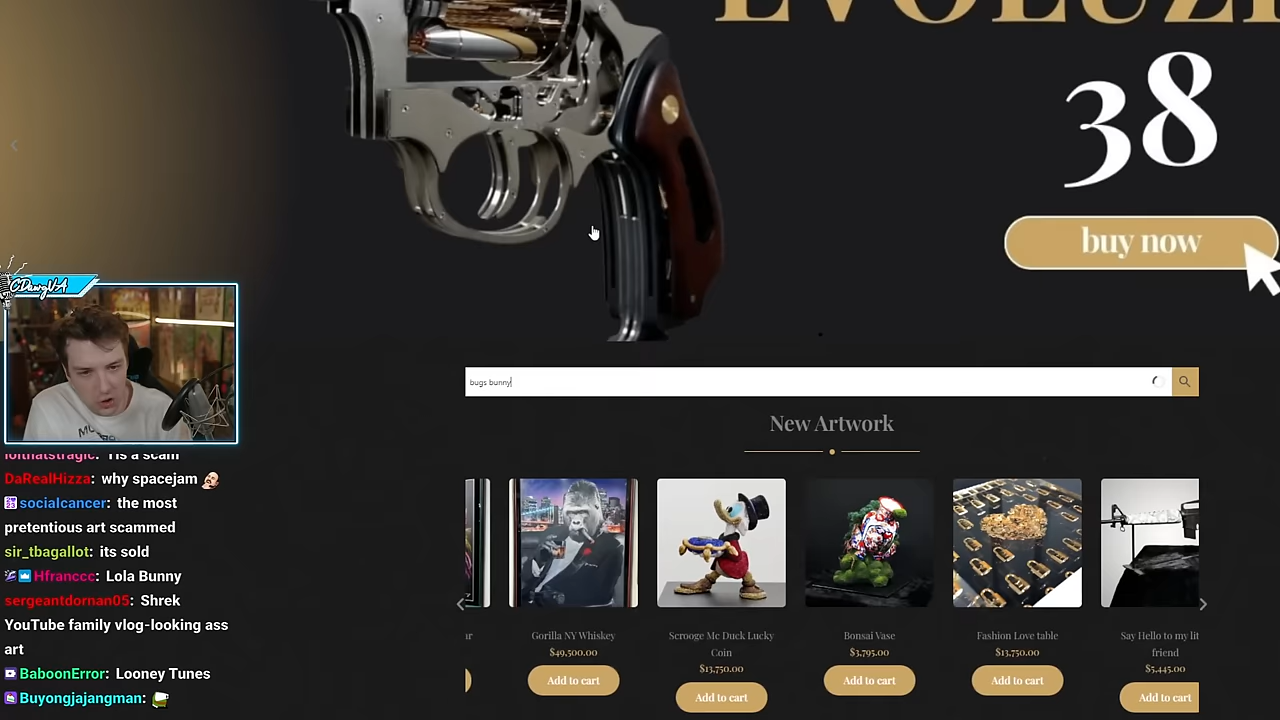 38
buy now
CDawgVA
bugs bunny
New Artwork
Gorilla NY Whiskey
$49,500.00
Add to cart
Scrooge Mc Duck Lucky
Coin
$13,750.00
Add to cart
Bonsai Vase
$3,795.00
Add to cart
Fashion Love table
$13,750.00
Add to cart
Say Hello to my lit
friend
$5,445.00
Add to cart
DaRealHizza: why spacejam
socialcancer: the most
pretentious art scammed
sir_tbagallot: its sold
Hfranccc: Lola Bunny
sergeantdornan05: Shrek
YouTube family vlog-looking ass
art
BaboonError: Looney Tunes
Buyongjajangman: